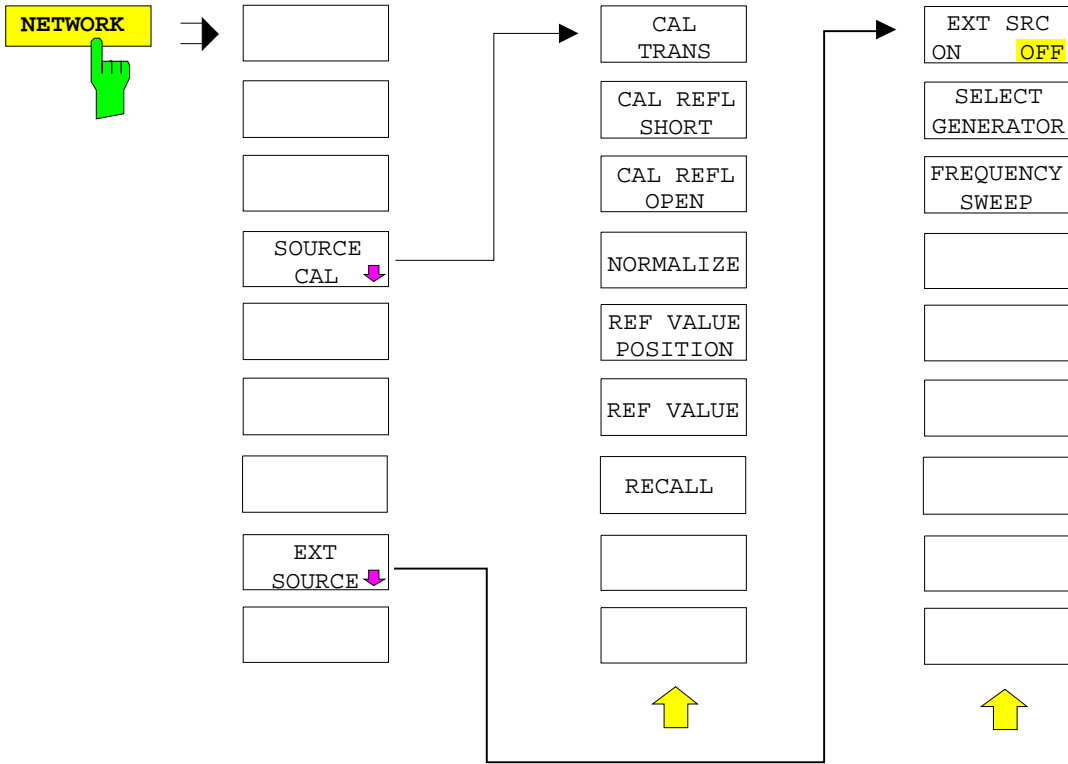 NETWORK
SOURCE
CAL
EXT
SOURCE
CAL
TRANS
CAL REFL
SHORT
CAL REFL
OPEN
NORMALIZE
REF VALUE
POSITION
REF VALUE
RECALL
EXT SRC
ON OFF
SELECT
GENERATOR
FREQUENCY
SWEEP